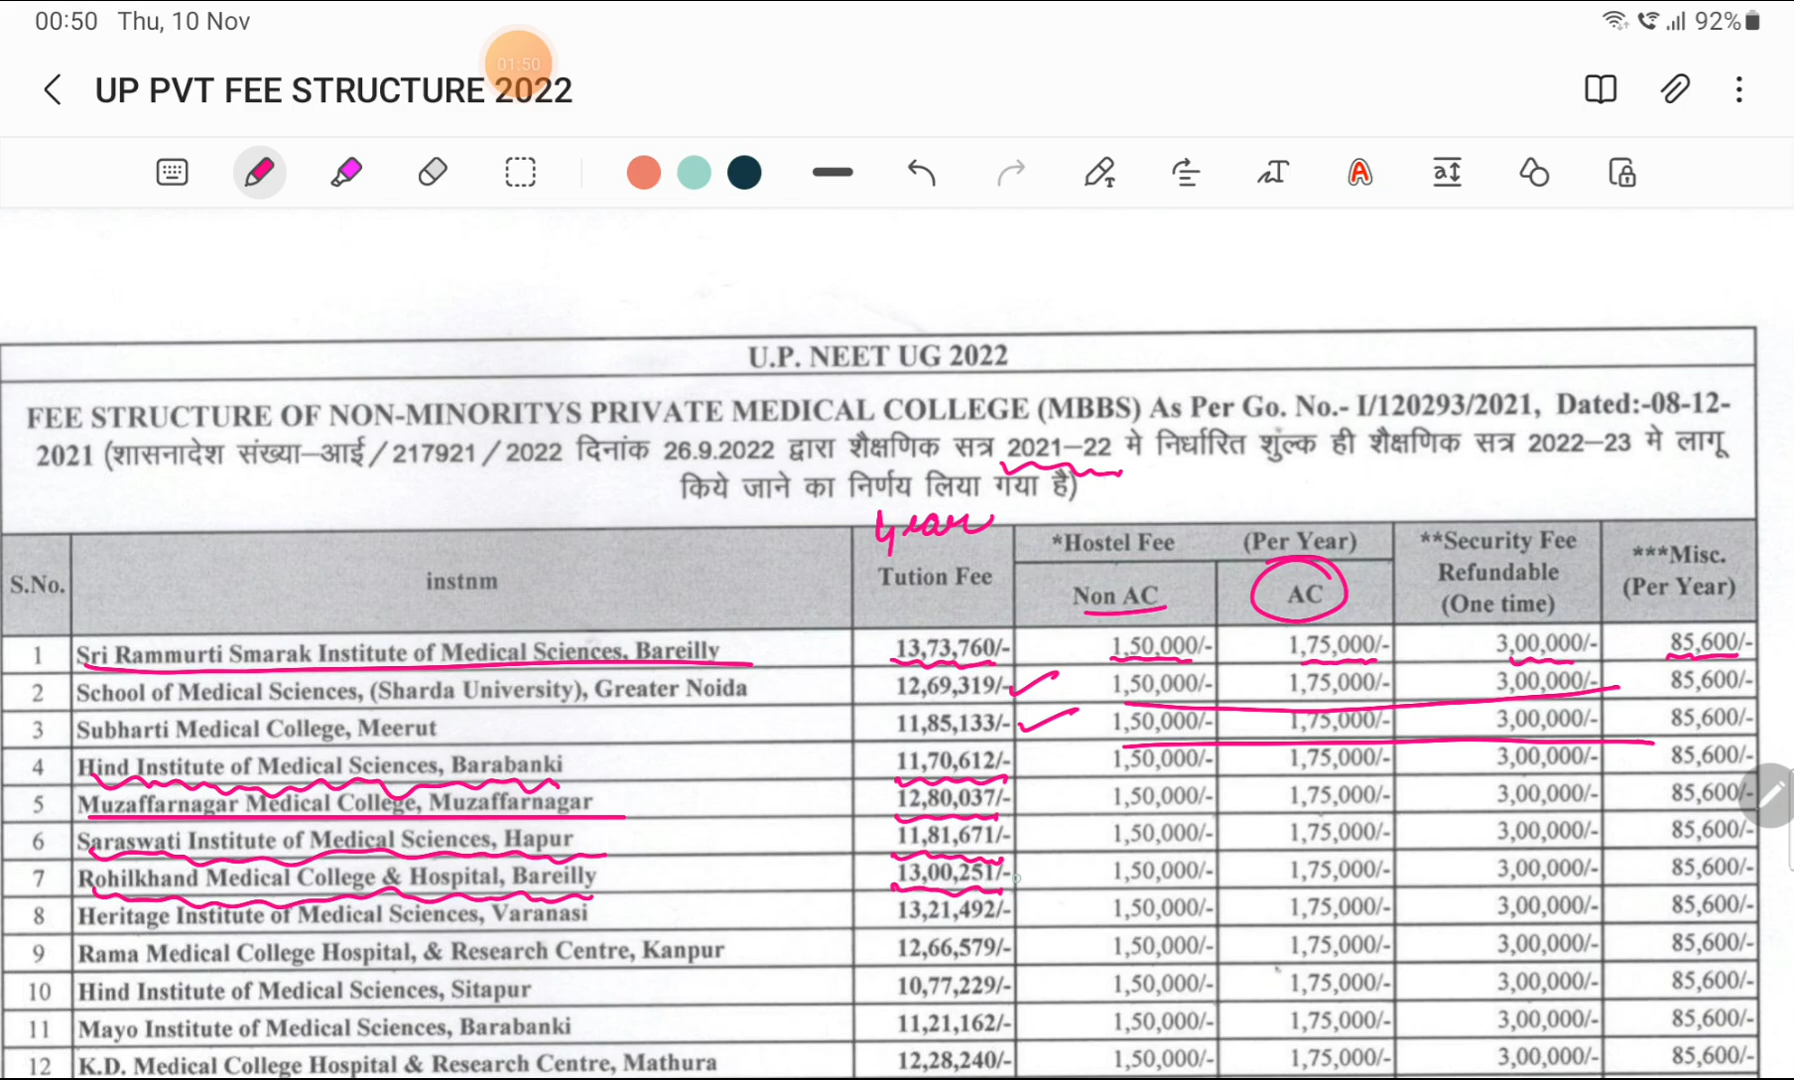 00:50 Thu, 10 Nov 92%
01:50
UP PVT FEE STRUCTURE 2022
U.P. NEET UG 2022
FEE STRUCTURE OF NON-MINORITYS PRIVATE MEDICAL COLLEGE (MBBS) As Per Go. No.- I/120293/2021, Dated:-08-12-
2021 (शासनादेश संख्या–आई/217921/2022 दिनांक 26.9.2022 द्वारा शैक्षणिक सत्र 2021–22 मे निर्धारित शुल्क ही शैक्षणिक सत्र 2022–23 मे लागू
किये जाने का निर्णय लिया गया है)
year
S.No. instnm Tution Fee *Hostel Fee (Per Year) **Security Fee Refundable (One time) ***Misc. (Per Year)
Non AC AC
1 Sri Rammurti Smarak Institute of Medical Sciences, Bareilly 13,73,760/- 1,50,000/- 1,75,000/- 3,00,000/- 85,600/-
2 School of Medical Sciences, (Sharda University), Greater Noida 12,69,319/- 1,50,000/- 1,75,000/- 3,00,000/- 85,600/-
3 Subharti Medical College, Meerut 11,85,133/- 1,50,000/- 1,75,000/- 3,00,000/- 85,600/-
4 Hind Institute of Medical Sciences, Barabanki 11,70,612/- 1,50,000/- 1,75,000/- 3,00,000/- 85,600/-
5 Muzaffarnagar Medical College, Muzaffarnagar 12,80,037/- 1,50,000/- 1,75,000/- 3,00,000/- 85,600/-
6 Saraswati Institute of Medical Sciences, Hapur 11,81,671/- 1,50,000/- 1,75,000/- 3,00,000/- 85,600/-
7 Rohilkhand Medical College & Hospital, Bareilly 13,00,251/- 1,50,000/- 1,75,000/- 3,00,000/- 85,600/-
8 Heritage Institute of Medical Sciences, Varanasi 13,21,492/- 1,50,000/- 1,75,000/- 3,00,000/- 85,600/-
9 Rama Medical College Hospital, & Research Centre, Kanpur 12,66,579/- 1,50,000/- 1,75,000/- 3,00,000/- 85,600/-
10 Hind Institute of Medical Sciences, Sitapur 10,77,229/- 1,50,000/- 1,75,000/- 3,00,000/- 85,600/-
11 Mayo Institute of Medical Sciences, Barabanki 11,21,162/- 1,50,000/- 1,75,000/- 3,00,000/- 85,600/-
12 K.D. Medical College Hospital & Research Centre, Mathura 12,28,240/- 1,50,000/- 1,75,000/- 3,00,000/- 85,600/-